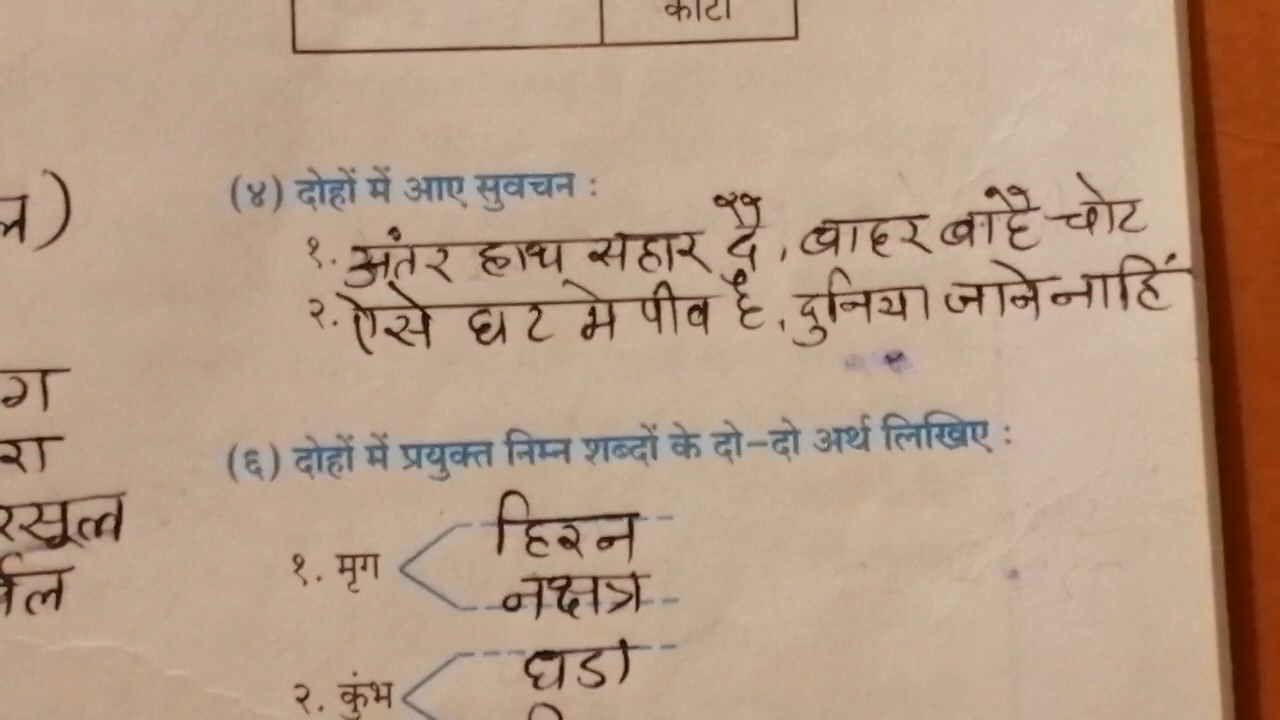 काटा
(४) दोहों में आए सुवचन :
१. अंतर हाथ सहार दै, बाहर बाहै चोट
२. ऐसे घट मे पीव है, दुनिया जाने नाहिं
(६) दोहों में प्रयुक्त निम्न शब्दों के दो-दो अर्थ लिखिए :
रसूल
हिरन
१. मृग
नक्षत्र
घडा
२. कुंभ